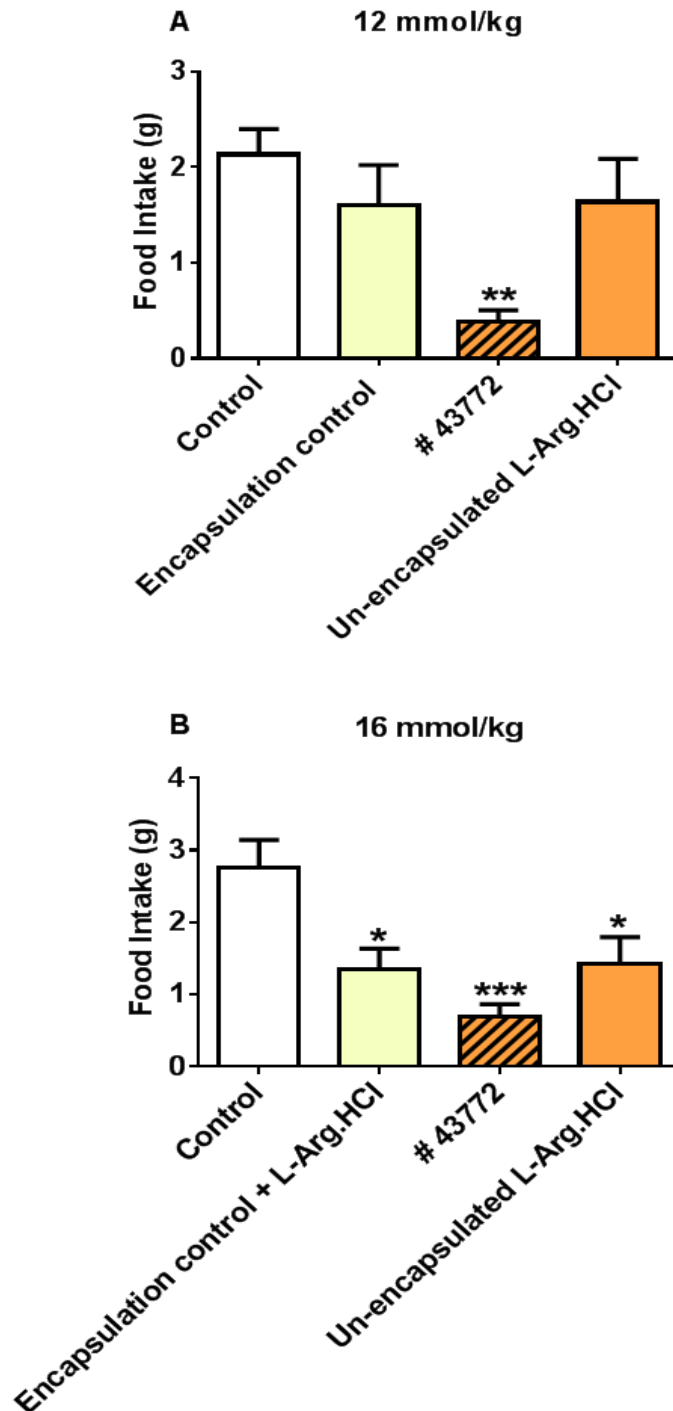 A 12 mmol/kg
Food Intake (g)
3
2
1
0
**
Control
Encapsulation control
# 43772
Un-encapsulated L-Arg.HCl
B 16 mmol/kg
Food Intake (g)
4
3
2
1
0
*
***
*
Control
Encapsulation control + L-Arg.HCl
# 43772
Un-encapsulated L-Arg.HCl